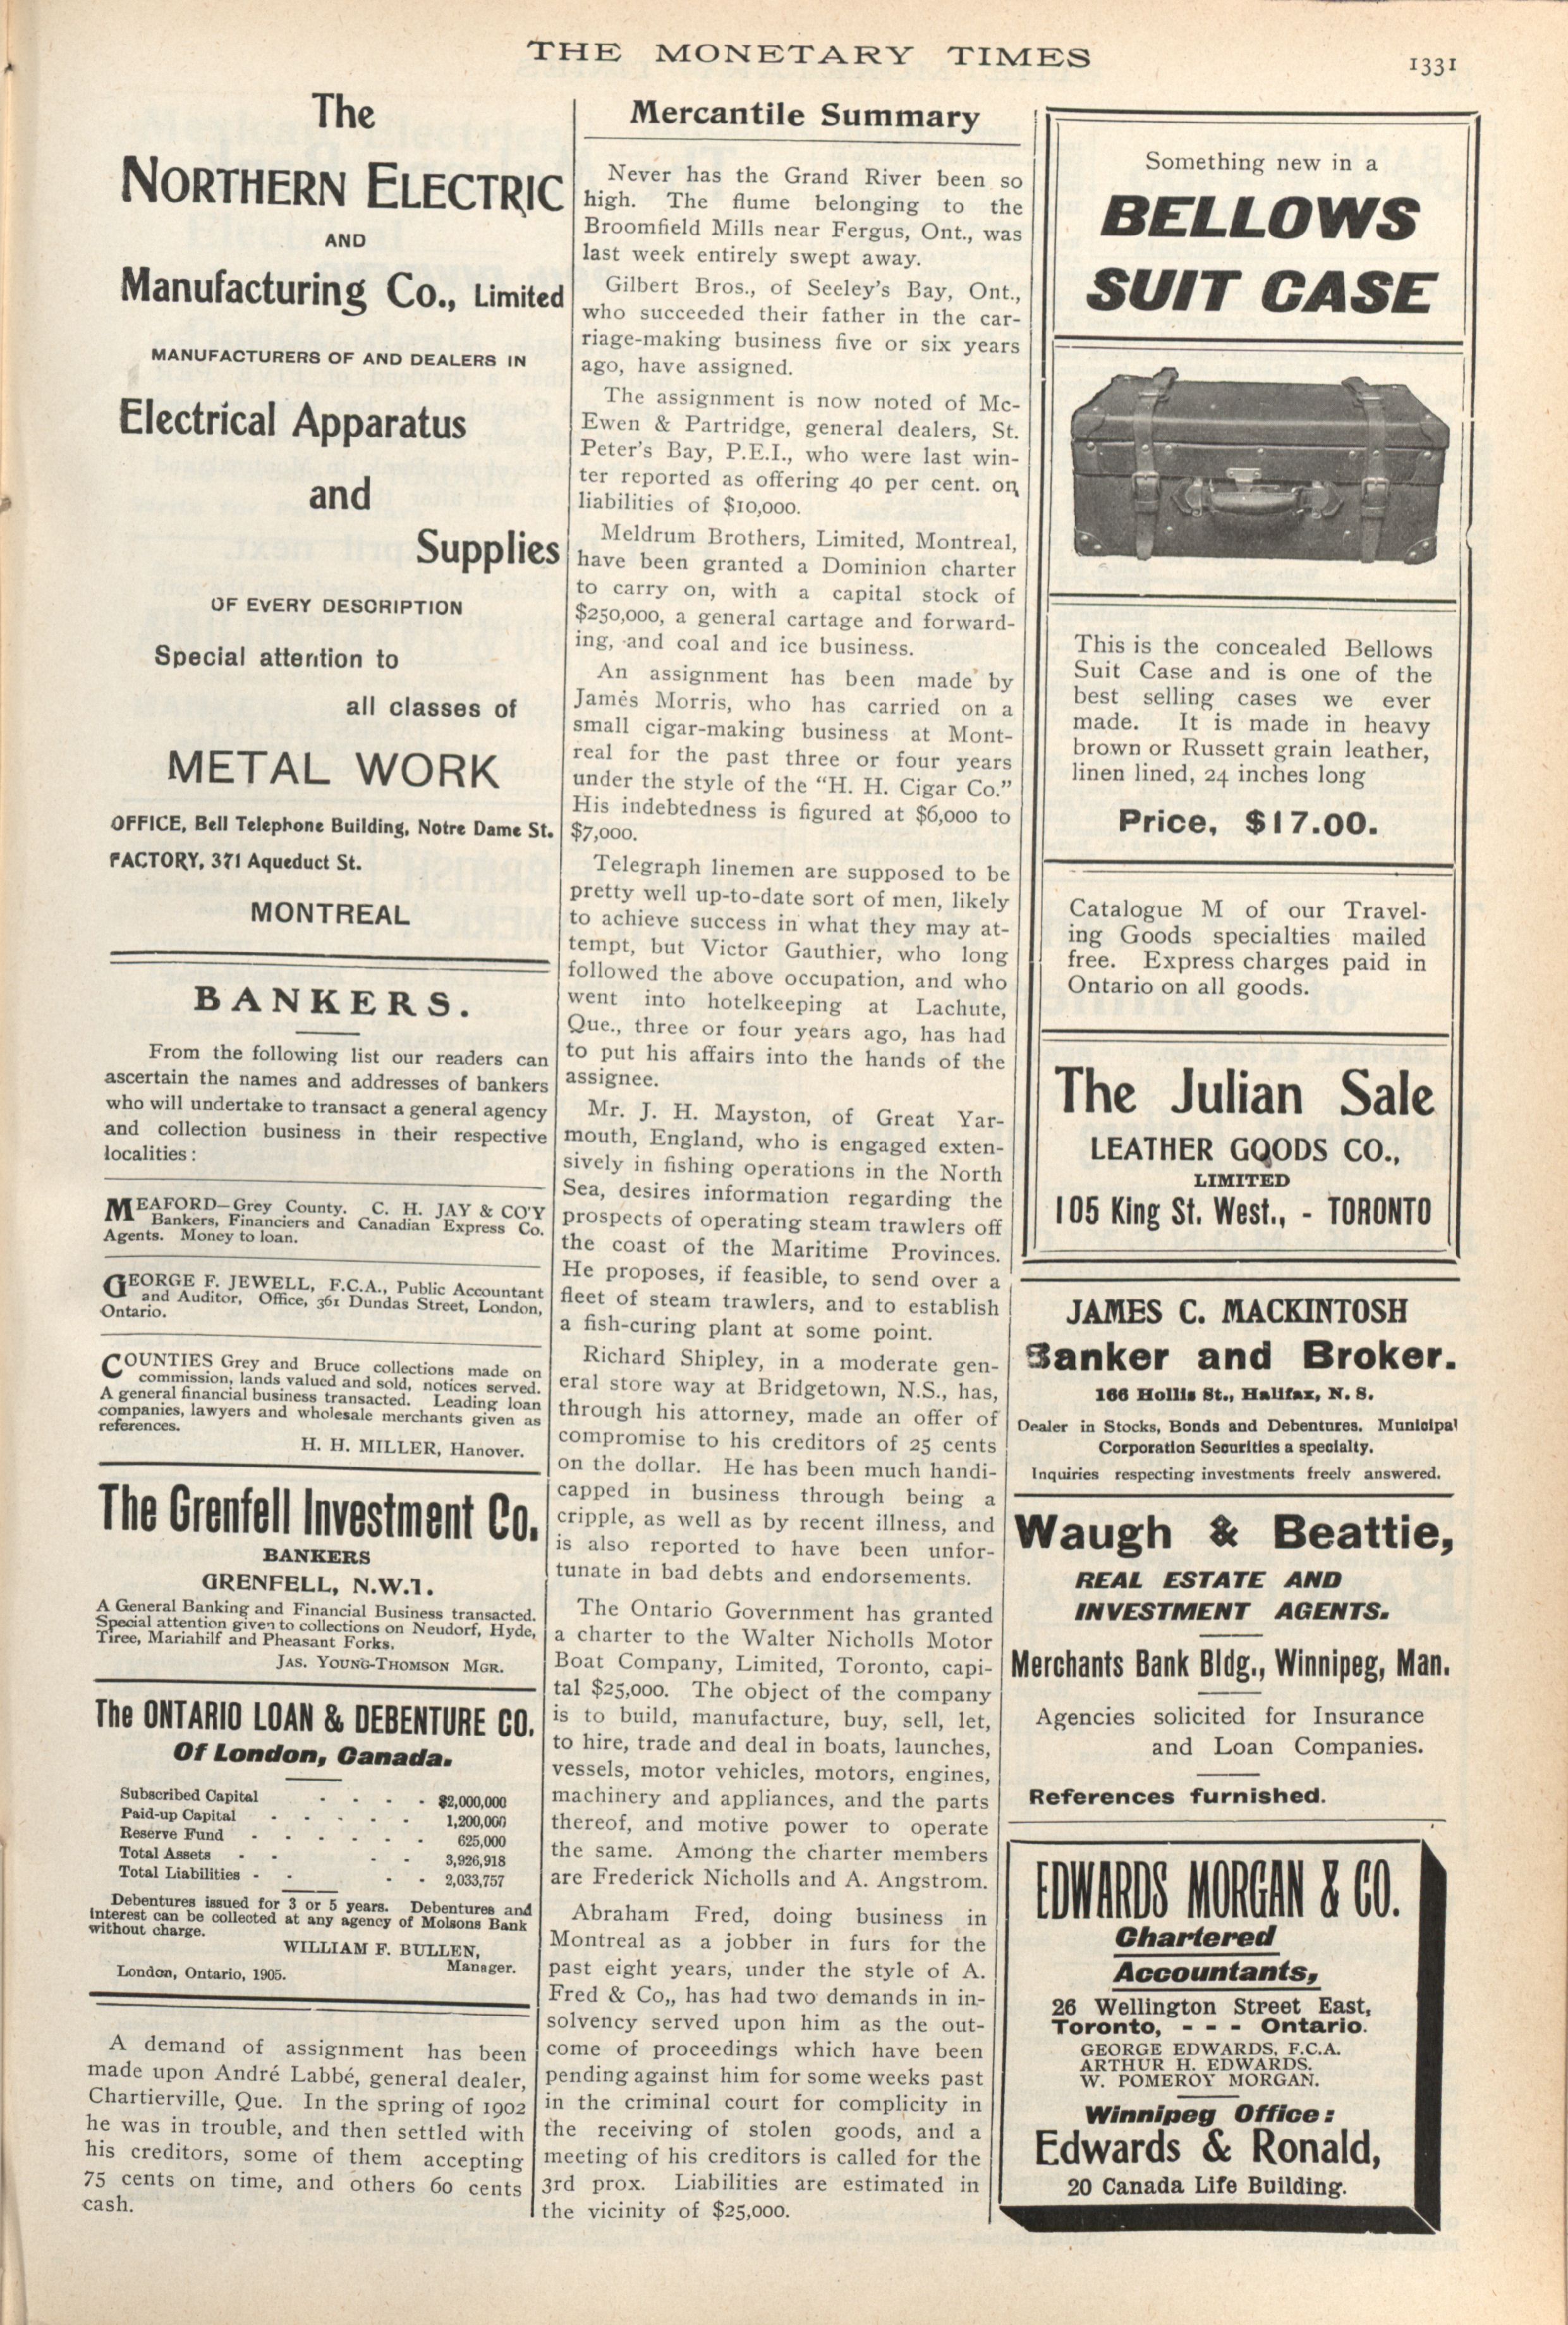 THE MONETARY TIMES
1331
The
NORTHERN ELECTRIC
AND
Manufacturing Co., Limited
MANUFACTURERS OF AND DEALERS IN
Electrical Apparatus
and
Supplies
OF EVERY DESCRIPTION
Special attention to
all classes of
METAL WORK
OFFICE, Bell Telephone Building, Notre Dame St.
FACTORY, 371 Aqueduct St.
MONTREAL
BANKERS.
From the following list our readers can
ascertain the names and addresses of bankers
who will undertake to transact a general agency
and collection business in their respective
localities:
MEAFORD—Grey County. C. H. JAY & CO'Y
Bankers, Financiers and Canadian Express Co.
Agents. Money to loan.
GEORGE F. JEWELL, F.C.A., Public Accountant
and Auditor, Office, 361 Dundas Street, London,
Ontario.
COUNTIES Grey and Bruce collections made on
commission, lands valued and sold, notices served.
A general financial business transacted. Leading loan
companies, lawyers and wholesale merchants given as
references.
H. H. MILLER, Hanover.
The Grenfell Investment Co.
BANKERS
GRENFELL, N.W.T.
A General Banking and Financial Business transacted.
Special attention given to collections on Neudorf, Hyde,
Tiree, Mariahilf and Pheasant Forks.
JAS. YOUNG-THOMSON MGR.
The ONTARIO LOAN & DEBENTURE CO.
Of London, Canada.
Subscribed Capital - - - - $2,000,000
Paid-up Capital - - - - - 1,200,000
Reserve Fund - - - - - - 625,000
Total Assets - - - - 3,926,918
Total Liabilities - - - - 2,033,757
Debentures issued for 3 or 5 years. Debentures and
interest can be collected at any agency of Molsons Bank
without charge.
WILLIAM F. BULLEN,
Manager.
London, Ontario, 1905.
A demand of assignment has been
made upon André Labbé, general dealer,
Chartierville, Que. In the spring of 1902
he was in trouble, and then settled with
his creditors, some of them accepting
75 cents on time, and others 60 cents
cash.
Mercantile Summary
Never has the Grand River been so
high. The flume belonging to the
Broomfield Mills near Fergus, Ont., was
last week entirely swept away.
Gilbert Bros., of Seeley's Bay, Ont.,
who succeeded their father in the car-
riage-making business five or six years
ago, have assigned.
The assignment is now noted of Mc-
Ewen & Partridge, general dealers, St.
Peter's Bay, P.E.I., who were last win-
ter reported as offering 40 per cent. on
liabilities of $10,000.
Meldrum Brothers, Limited, Montreal,
have been granted a Dominion charter
to carry on, with a capital stock of
$250,000, a general cartage and forward-
ing, and coal and ice business.
An assignment has been made by
James Morris, who has carried on a
small cigar-making business at Mont-
real for the past three or four years
under the style of the "H. H. Cigar Co."
His indebtedness is figured at $6,000 to
$7,000.
Telegraph linemen are supposed to be
pretty well up-to-date sort of men, likely
to achieve success in what they may at-
tempt, but Victor Gauthier, who long
followed the above occupation, and who
went into hotelkeeping at Lachute,
Que., three or four years ago, has had
to put his affairs into the hands of the
assignee.
Mr. J. H. Mayston, of Great Yar-
mouth, England, who is engaged exten-
sively in fishing operations in the North
Sea, desires information regarding the
prospects of operating steam trawlers off
the coast of the Maritime Provinces.
He proposes, if feasible, to send over a
fleet of steam trawlers, and to establish
a fish-curing plant at some point.
Richard Shipley, in a moderate gen-
eral store way at Bridgetown, N.S., has,
through his attorney, made an offer of
compromise to his creditors of 25 cents
on the dollar. He has been much handi-
capped in business through being a
cripple, as well as by recent illness, and
is also reported to have been unfor-
tunate in bad debts and endorsements.
The Ontario Government has granted
a charter to the Walter Nicholls Motor
Boat Company, Limited, Toronto, capi-
tal $25,000. The object of the company
is to build, manufacture, buy, sell, let,
to hire, trade and deal in boats, launches,
vessels, motor vehicles, motors, engines,
machinery and appliances, and the parts
thereof, and motive power to operate
the same. Among the charter members
are Frederick Nicholls and A. Angstrom.
Abraham Fred, doing business in
Montreal as a jobber in furs for the
past eight years, under the style of A.
Fred & Co,, has had two demands in in-
solvency served upon him as the out-
come of proceedings which have been
pending against him for some weeks past
in the criminal court for complicity in
the receiving of stolen goods, and a
meeting of his creditors is called for the
3rd prox. Liabilities are estimated in
the vicinity of $25,000.
Something new in a
BELLOWS
SUIT CASE
This is the concealed Bellows
Suit Case and is one of the
best selling cases we ever
made. It is made in heavy
brown or Russett grain leather,
linen lined, 24 inches long
Price, $17.00.
Catalogue M of our Travel-
ing Goods specialties mailed
free. Express charges paid in
Ontario on all goods.
The Julian Sale
LEATHER GOODS CO.,
LIMITED
105 King St. West., - TORONTO
JAMES C. MACKINTOSH
Banker and Broker.
166 Hollis St., Halifax, N. S.
Dealer in Stocks, Bonds and Debentures. Municipal
Corporation Securities a specialty.
Inquiries respecting investments freely answered.
Waugh & Beattie,
REAL ESTATE AND
INVESTMENT AGENTS.
Merchants Bank Bldg., Winnipeg, Man.
Agencies solicited for Insurance
and Loan Companies.
References furnished.
EDWARDS MORGAN & CO.
Chartered
Accountants,
26 Wellington Street East,
Toronto, - - - Ontario.
GEORGE EDWARDS, F.C.A.
ARTHUR H. EDWARDS.
W. POMEROY MORGAN.
Winnipeg Office:
Edwards & Ronald,
20 Canada Life Building.